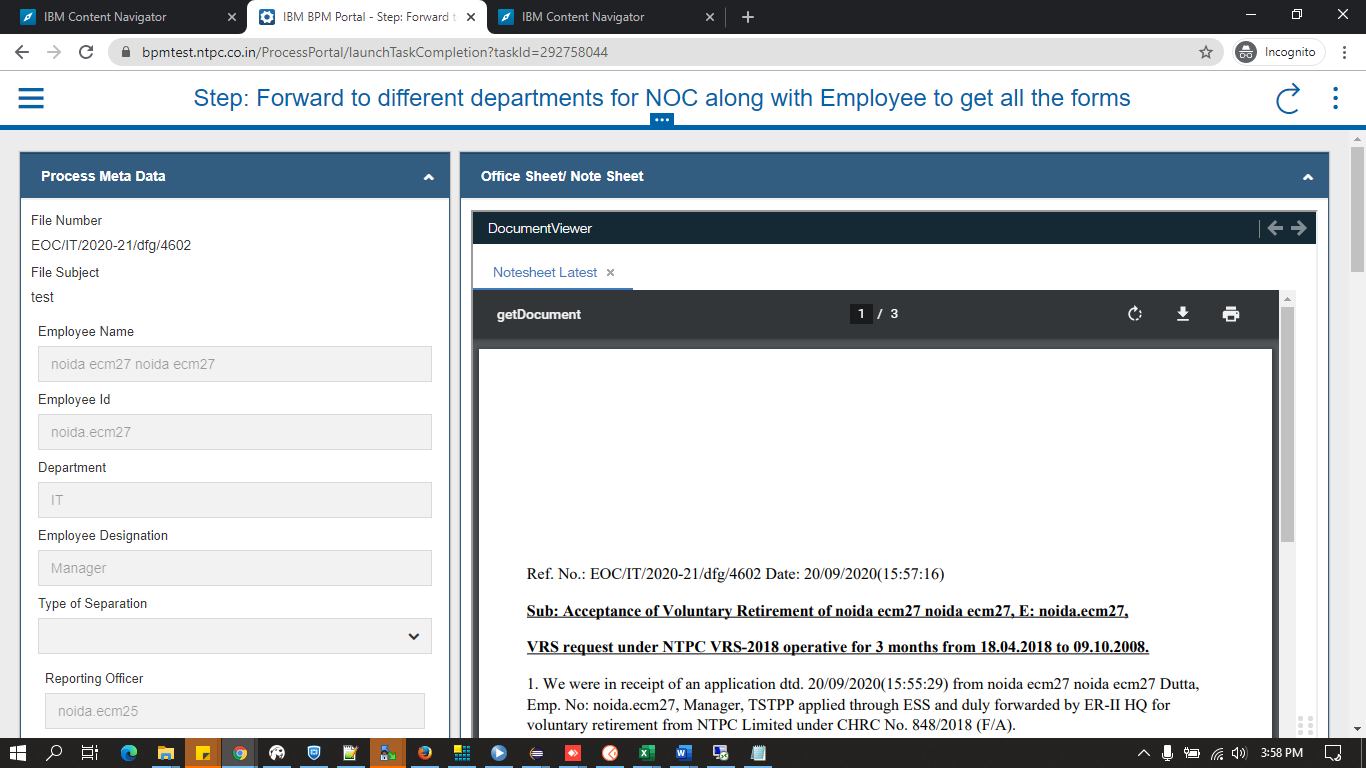 IBM Content Navigator
IBM BPM Portal - Step: Forward t
IBM Content Navigator
bpmtest.ntpc.co.in/ProcessPortal/launchTaskCompletion?taskId=292758044
Incognito
Step: Forward to different departments for NOC along with Employee to get all the forms
Process Meta Data
File Number
EOC/IT/2020-21/dfg/4602
File Subject
test
Employee Name
noida ecm27 noida ecm27
Employee Id
noida.ecm27
Department
IT
Employee Designation
Manager
Type of Separation
Reporting Officer
noida.ecm25
Office Sheet/ Note Sheet
DocumentViewer
Notesheet Latest
getDocument
1 / 3
Ref. No.: EOC/IT/2020-21/dfg/4602 Date: 20/09/2020(15:57:16)
Sub: Acceptance of Voluntary Retirement of noida ecm27 noida ecm27, E: noida.ecm27,
VRS request under NTPC VRS-2018 operative for 3 months from 18.04.2018 to 09.10.2008.
1. We were in receipt of an application dtd. 20/09/2020(15:55:29) from noida ecm27 noida ecm27 Dutta,
Emp. No: noida.ecm27, Manager, TSTPP applied through ESS and duly forwarded by ER-II HQ for
voluntary retirement from NTPC Limited under CHRC No. 848/2018 (F/A).
3:58 PM